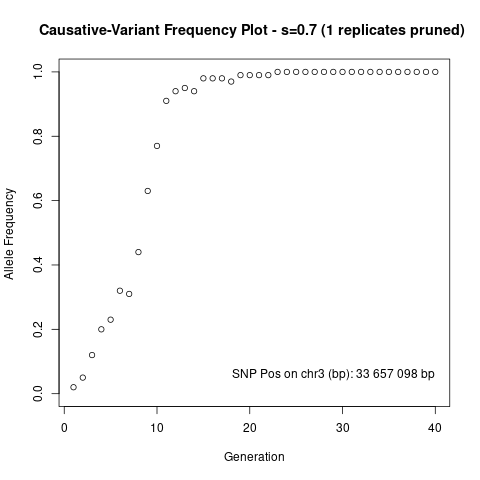 Causative-Variant Frequency Plot - s=0.7 (1 replicates pruned)
Allele Frequency
1.0
0.8
0.6
0.4
0.2
0.0
SNP Pos on chr3 (bp): 33 657 098 bp
0 10 20 30 40
Generation